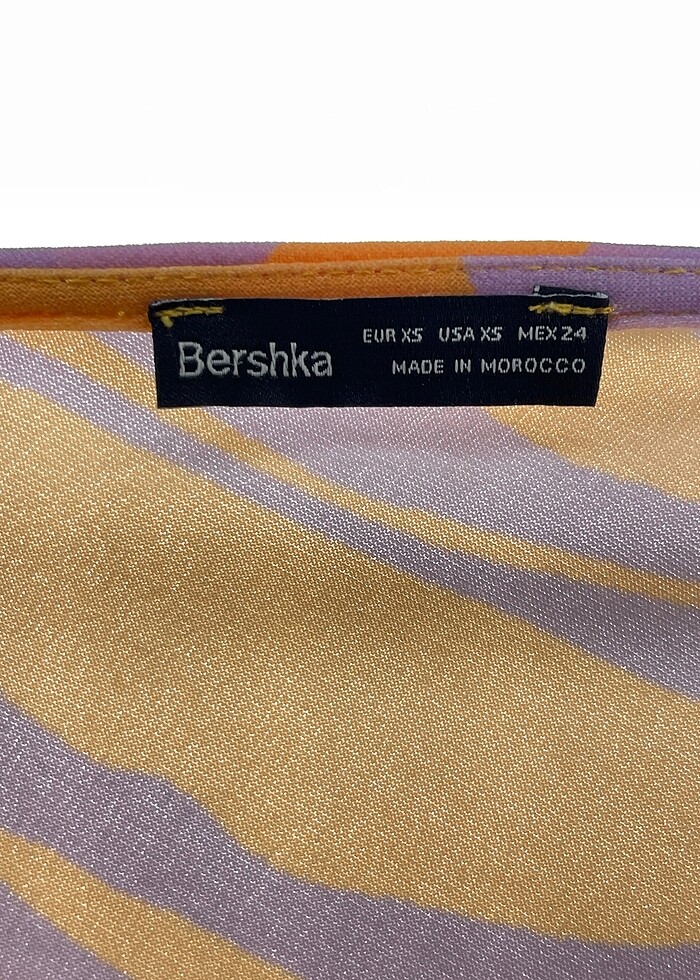 Bershka
EUR XS USA XS MEX 24
MADE IN MOROCCO